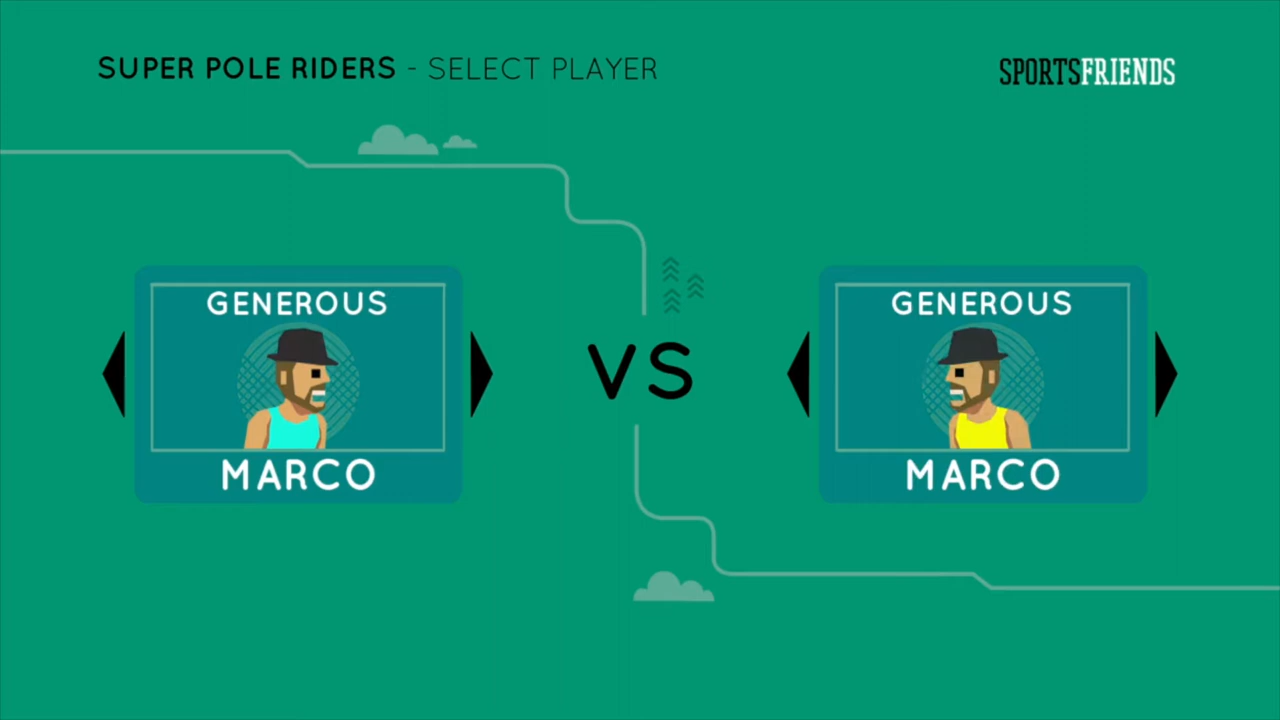 SUPER POLE RIDERS - SELECT PLAYER
SPORTSFRIENDS
GENEROUS
MARCO
VS
GENEROUS
MARCO